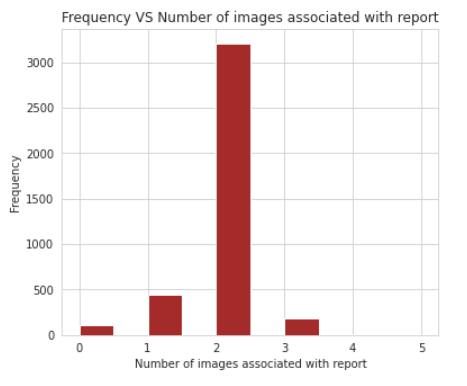 Frequency VS Number of images associated with report
3000
2500
2000
1500
1000
500
0
Frequency
0 1 2 3 4 5
Number of images associated with report